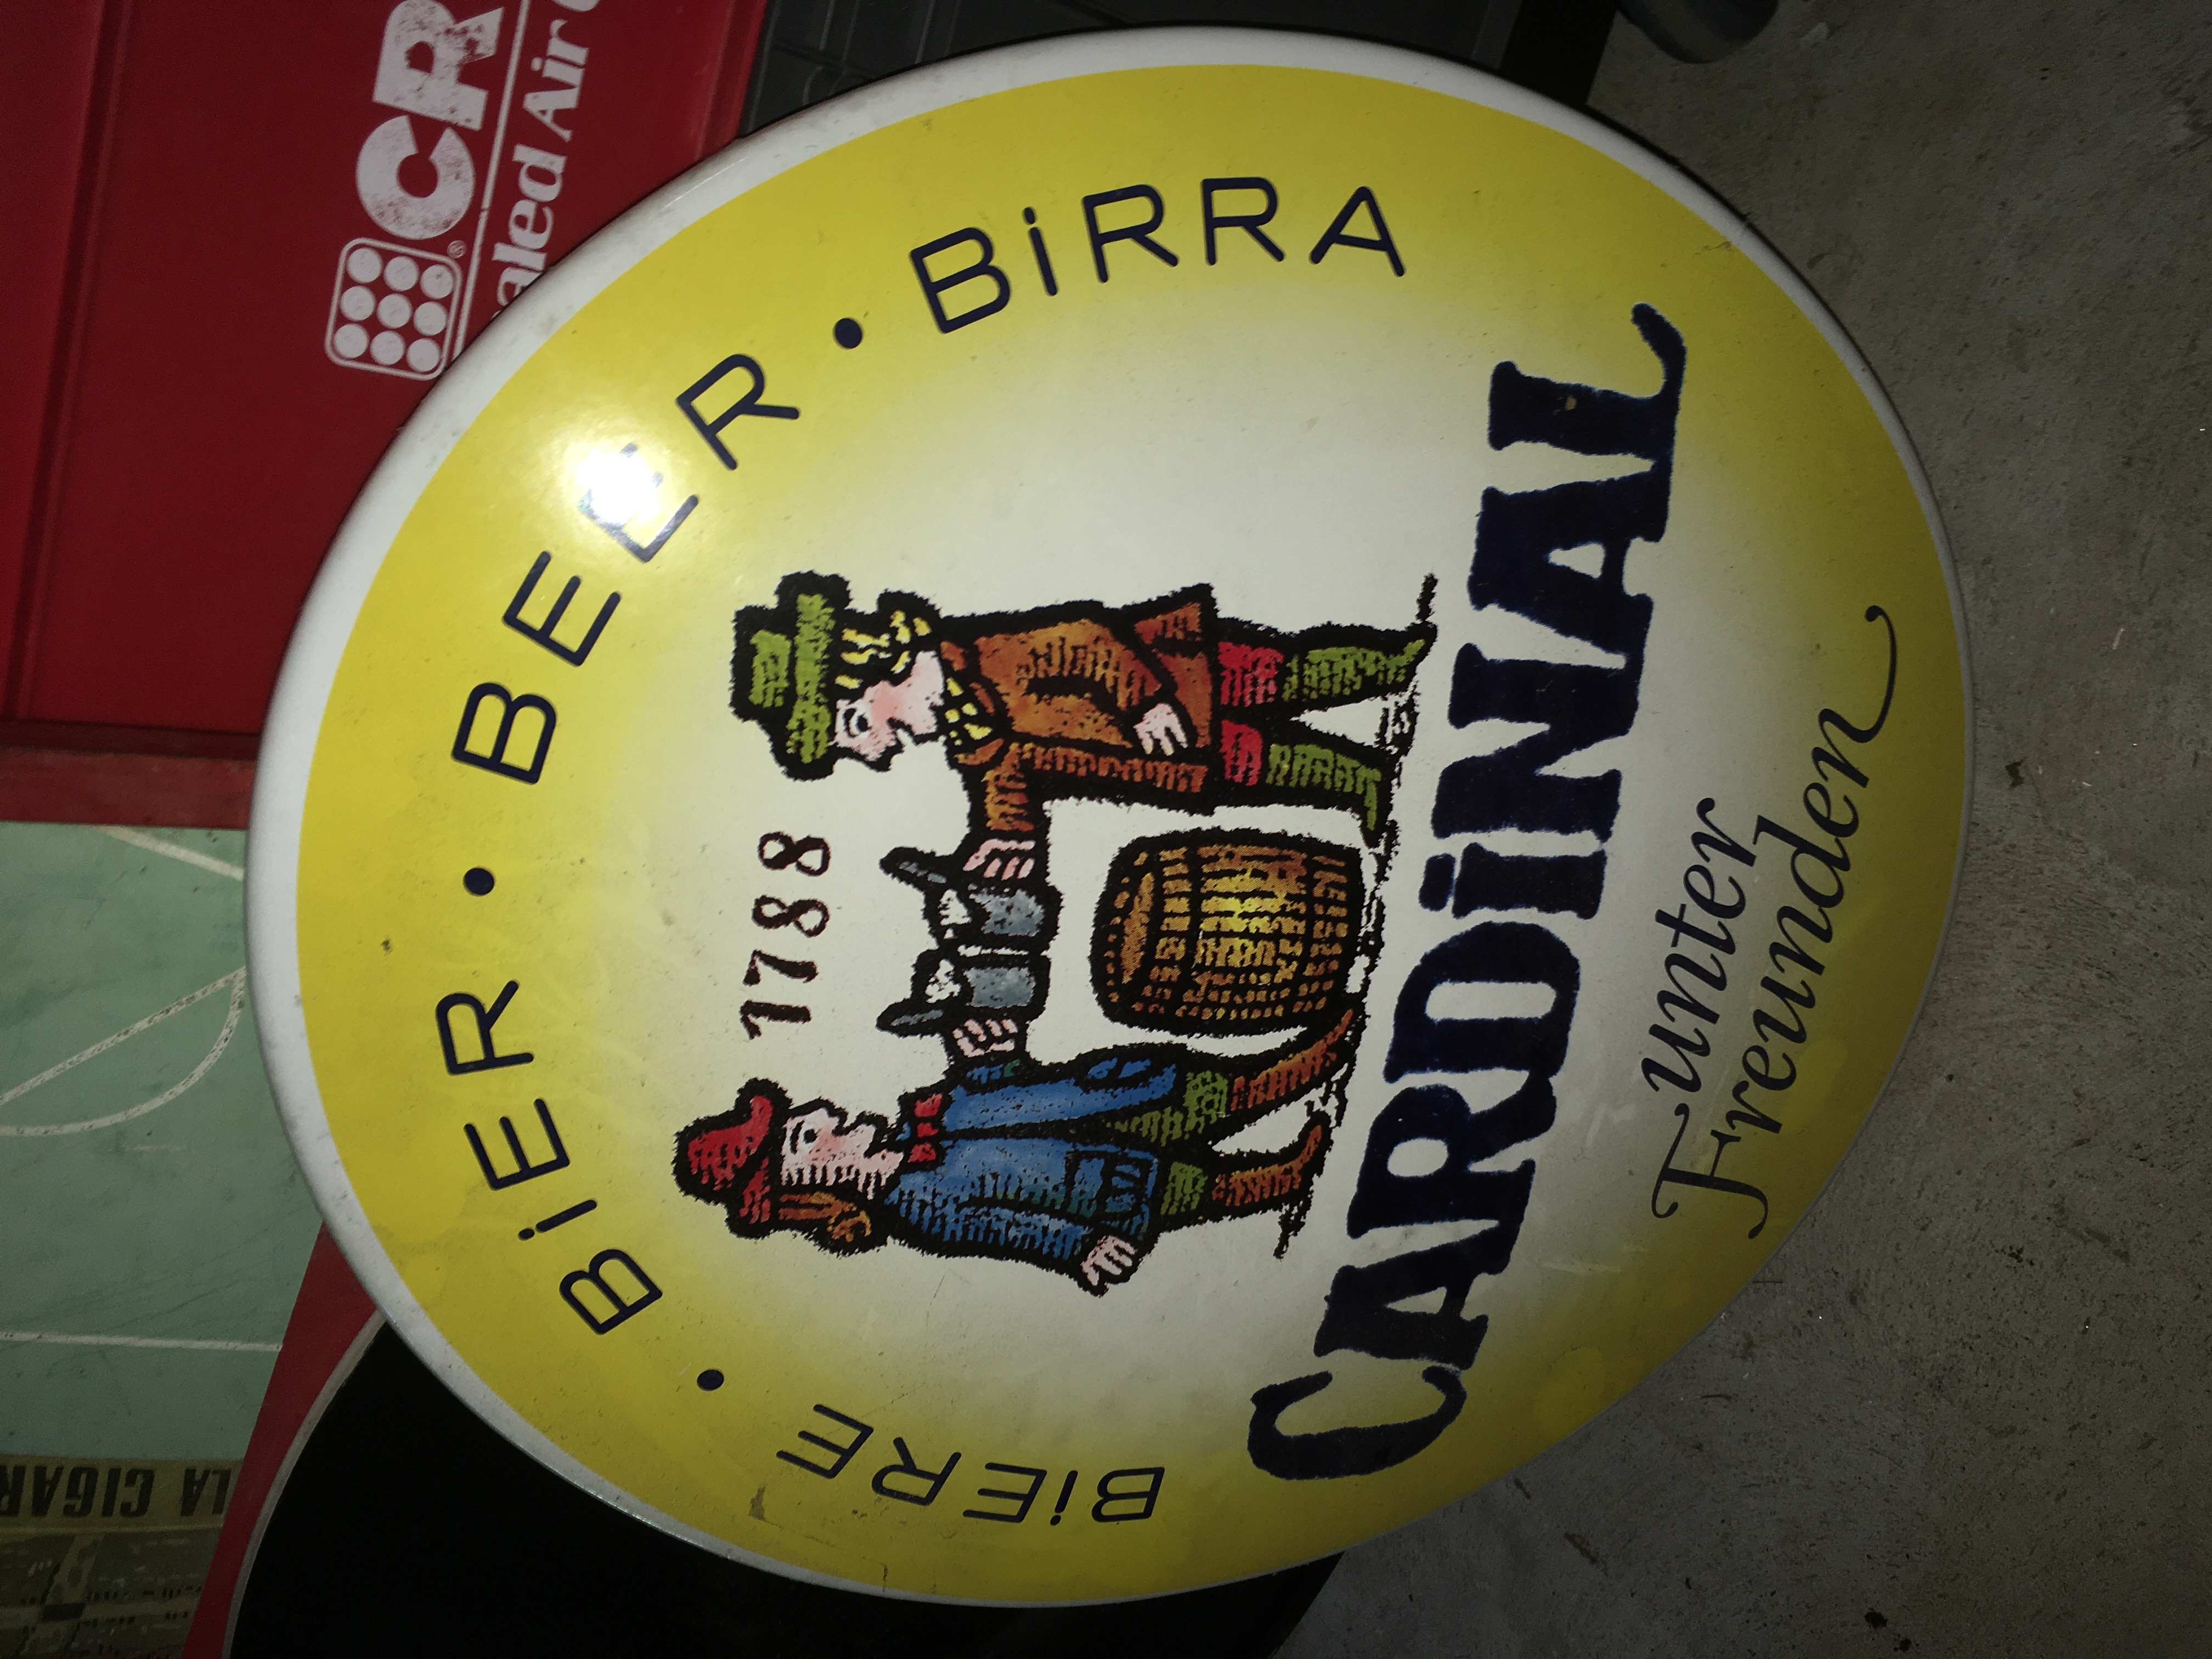 BiERE • BiER • BEER • BiRRA
1788
CARDiNAL
unter
Freunden
CR
aled Air
LA CIGAR